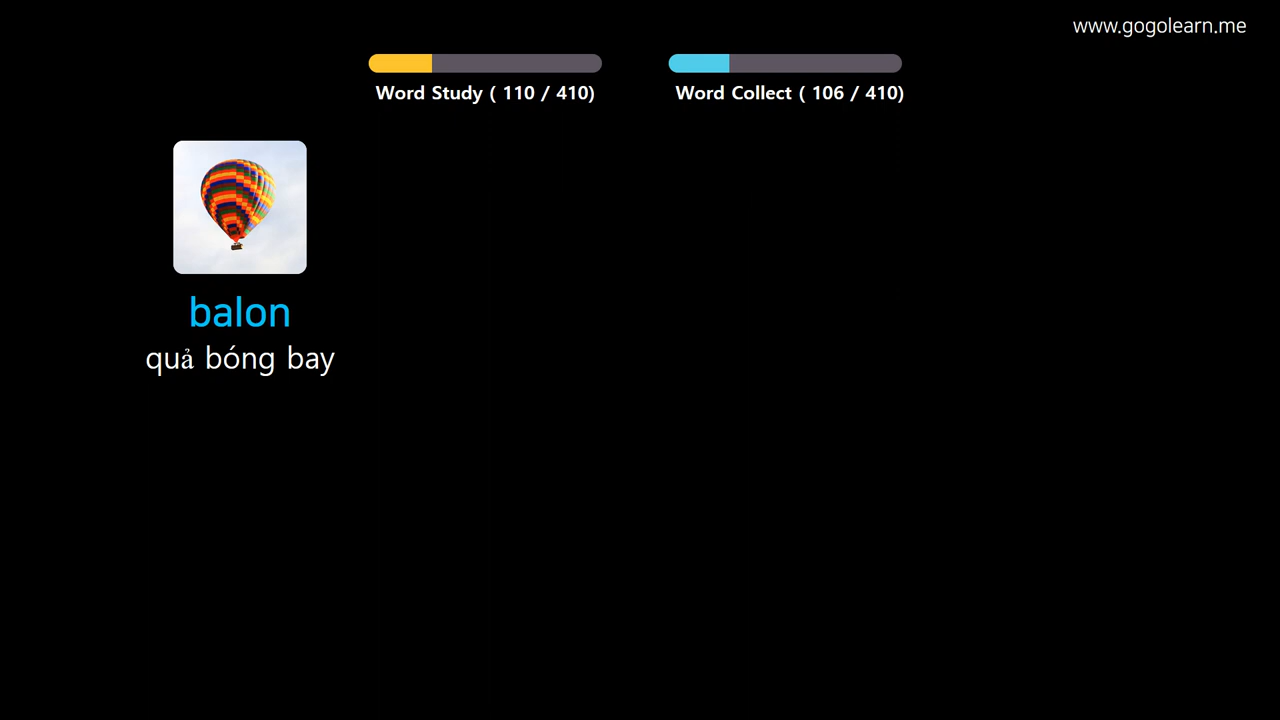 www.gogolearn.me
Word Study ( 110 / 410)
Word Collect ( 106 / 410)
balon
quả bóng bay